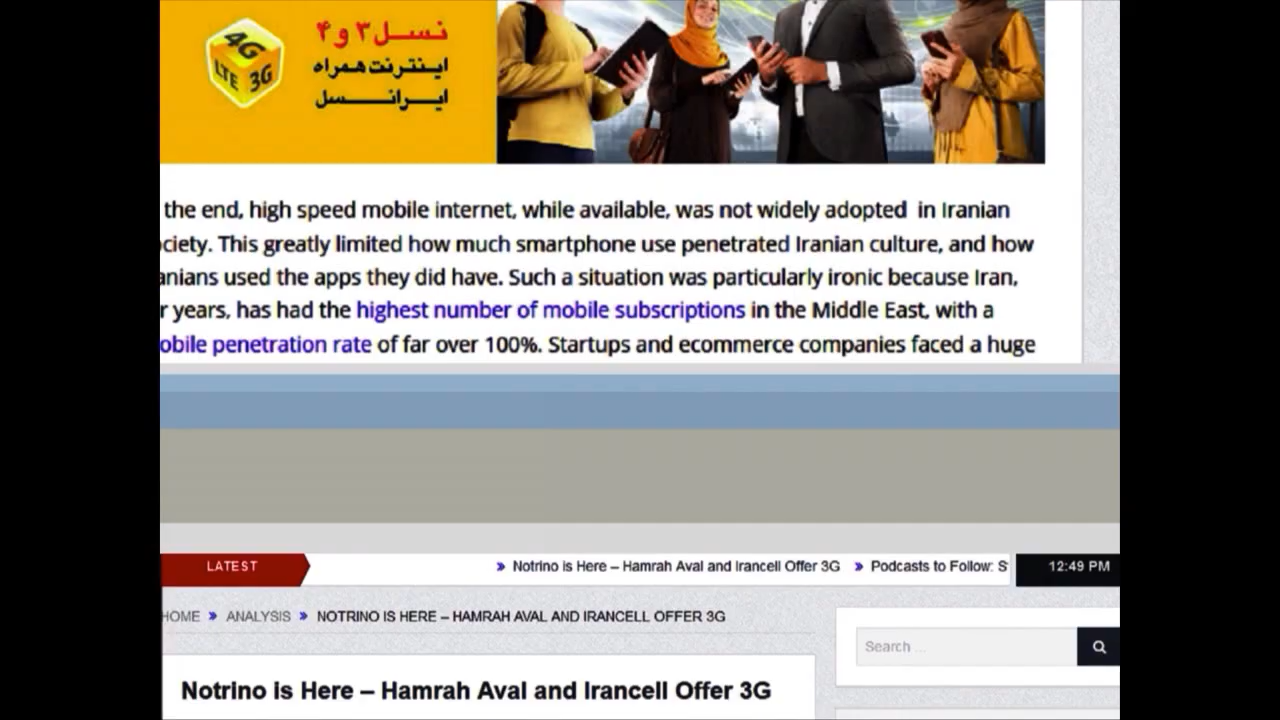 4G
LTE 3G
نسل ۳ و ۴
اینترنت همراه
ایرانسل
the end, high speed mobile internet, while available, was not widely adopted in Iranian
ciety. This greatly limited how much smartphone use penetrated Iranian culture, and how
anians used the apps they did have. Such a situation was particularly ironic because Iran,
r years, has had the highest number of mobile subscriptions in the Middle East, with a
obile penetration rate of far over 100%. Startups and ecommerce companies faced a huge
LATEST » Notrino is Here – Hamrah Aval and Irancell Offer 3G » Podcasts to Follow: S 12:49 PM
HOME » ANALYSIS » NOTRINO IS HERE – HAMRAH AVAL AND IRANCELL OFFER 3G
Search ...
Notrino is Here – Hamrah Aval and Irancell Offer 3G